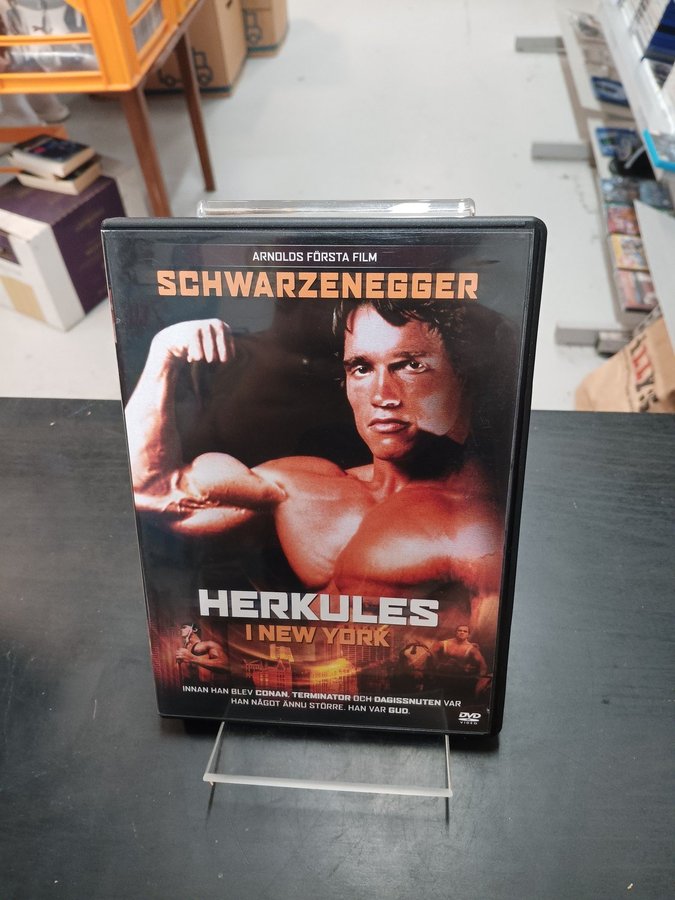 ARNOLDS FÖRSTA FILM
SCHWARZENEGGER
HERKULES
I NEW YORK
INNAN HAN BLEV CONAN, TERMINATOR OCH DAGISSNUTEN VAR
HAN NÅGOT ÄNNU STÖRRE. HAN VAR GUD.
DVD
VIDEO